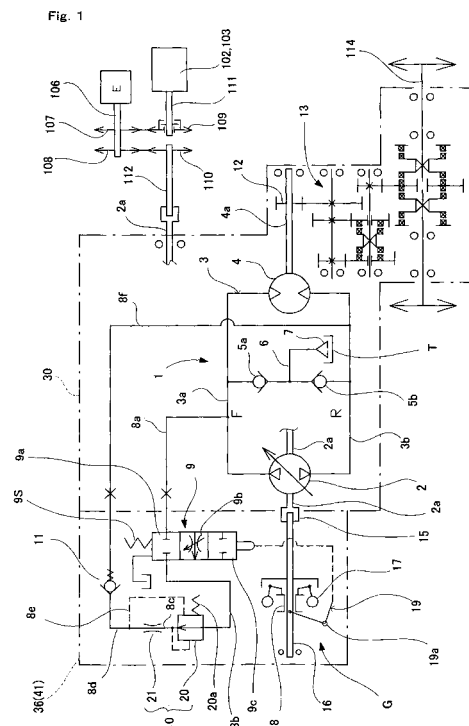 Fig. 1
106
107
108
E
102,103
111
109
110
112
2a
114
13
12
4a
4
3
8f
30
1
8a
3a
F
5a
6
7
T
5b
R
3b
2a
2
2a
15
9a
9
9S
9b
11
8e
8d
8c
20a
20
21
O
8b
9c
8
16
17
19
19a
G
36(41)